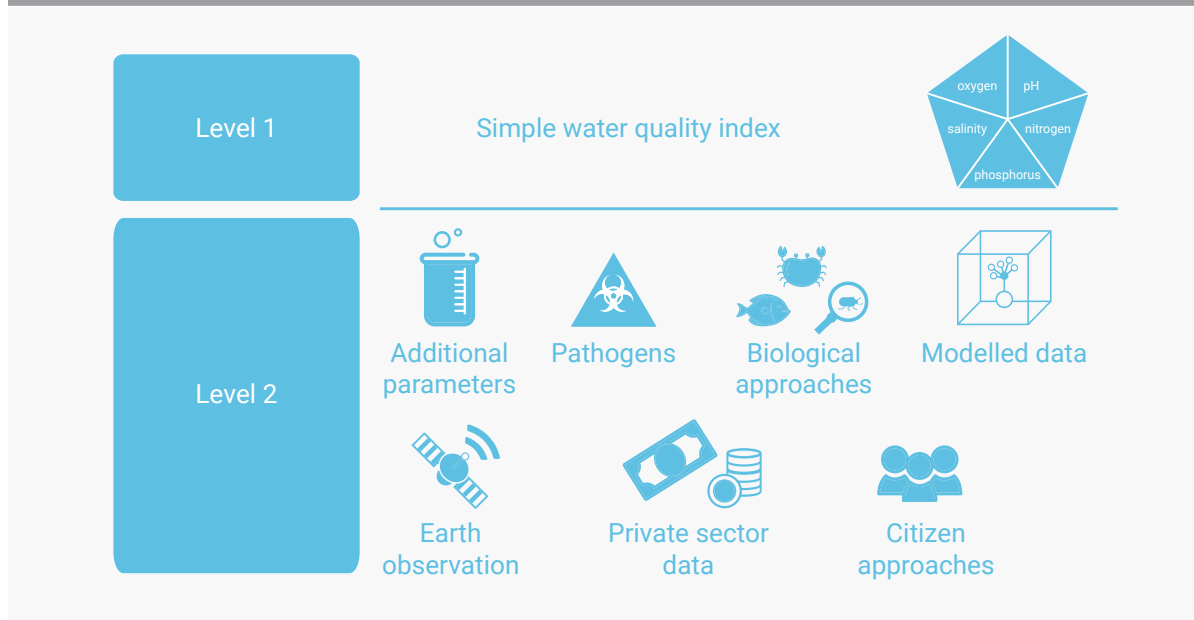 Level 1
Simple water quality index
oxygen
pH
salinity
nitrogen
phosphorus
Level 2
Additional
parameters
Pathogens
Biological
approaches
Modelled data
Earth
observation
Private sector
data
Citizen
approaches